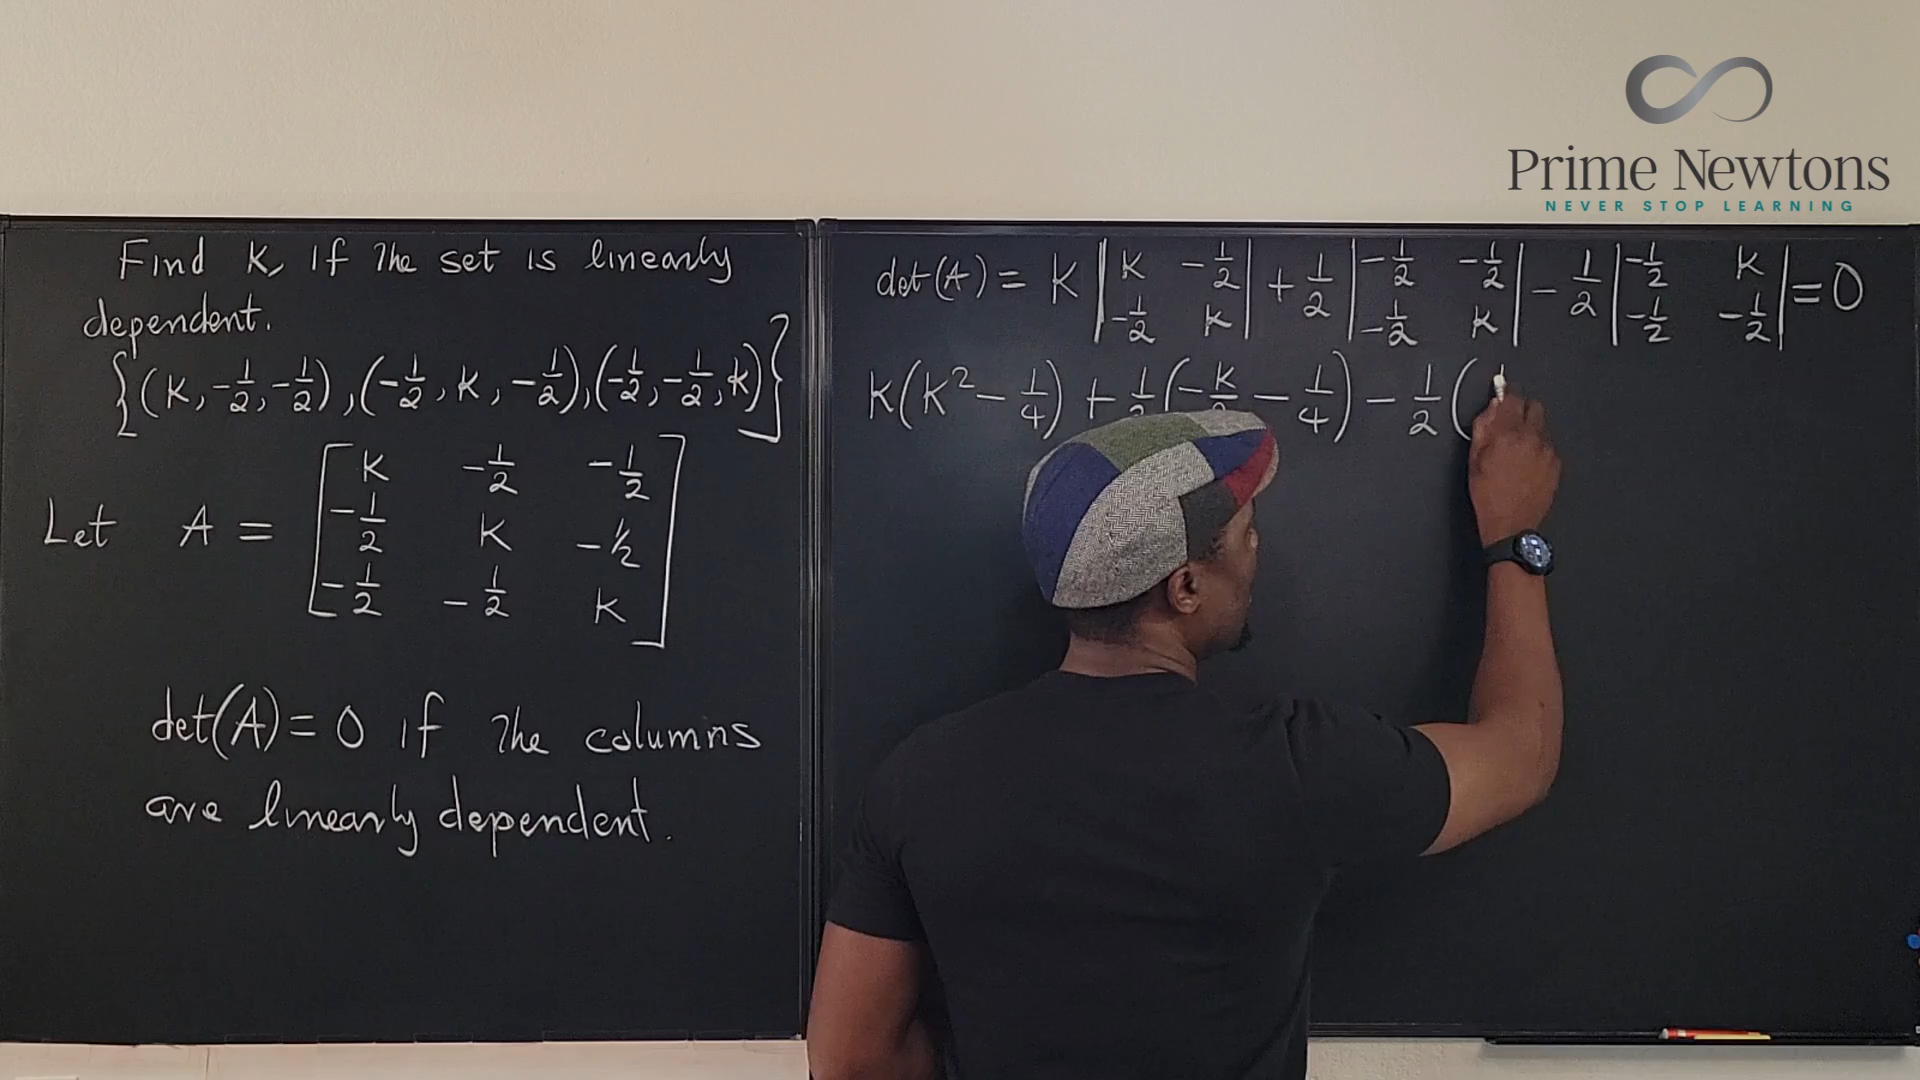 Prime Newtons
NEVER STOP LEARNING
Find K, if the set is linearly
dependent.
{(K, -1/2, -1/2), (-1/2, K, -1/2), (-1/2, -1/2, K)}
Let A = [K -1/2 -1/2
-1/2 K -1/2
-1/2 -1/2 K]
det(A) = 0 if the columns
are linearly dependent.
det(A) = K |K -1/2; -1/2 K| + 1/2 |-1/2 -1/2; -1/2 K| - 1/2 |-1/2 K; -1/2 -1/2| = 0
K(K² - 1/4) + 1/2(-K/2 - 1/4) - 1/2(